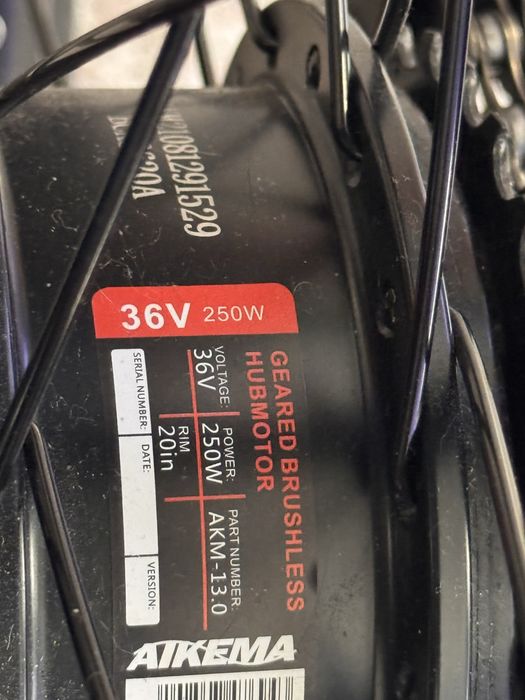 36V 250W
GEARED BRUSHLESS
HUBMOTOR
VOLTAGE: POWER: PART NUMBER:
36V 250W AKM-13.0
RIM
20in
SERIAL NUMBER: DATE: VERSION:
AIKEMA